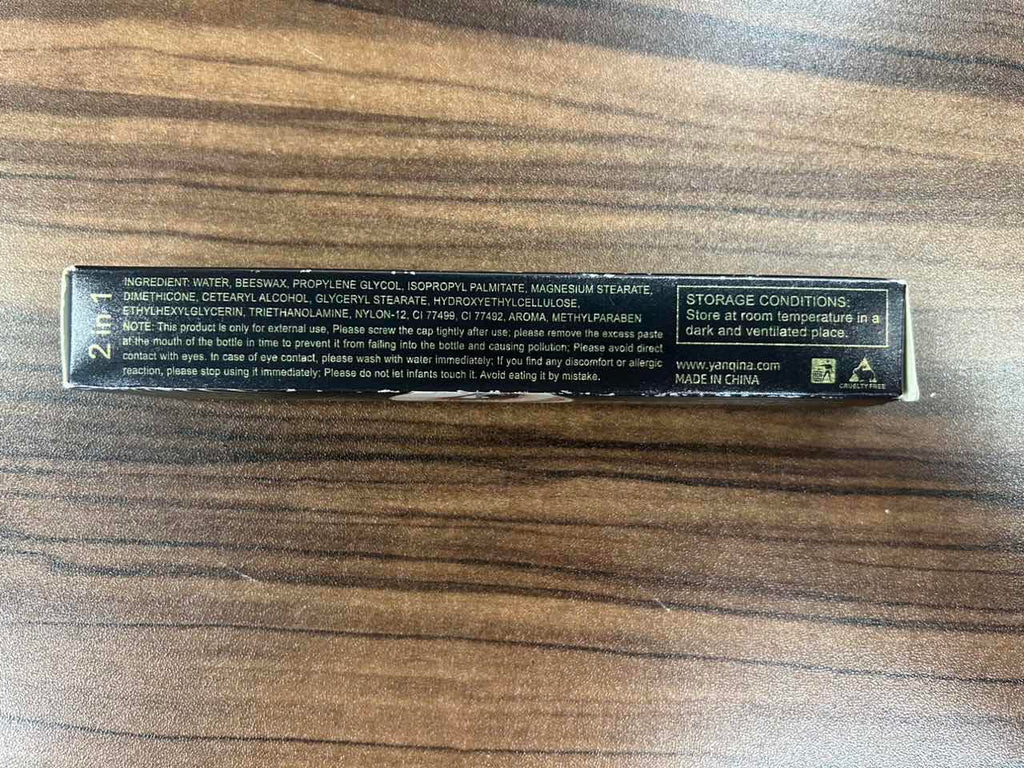 2 in 1
INGREDIENT: WATER, BEESWAX, PROPYLENE GLYCOL, ISOPROPYL PALMITATE, MAGNESIUM STEARATE,
DIMETHICONE, CETEARYL ALCOHOL, GLYCERYL STEARATE, HYDROXYETHYLCELLULOSE,
ETHYLHEXYLGLYCERIN, TRIETHANOLAMINE, NYLON-12, CI 77499, CI 77492, AROMA, METHYLPARABEN
NOTE: This product is only for external use, Please screw the cap tightly after use; please remove the excess paste
at the mouth of the bottle in time to prevent it from falling into the bottle and causing pollution; Please avoid direct
contact with eyes. In case of eye contact, please wash with water immediately; If you find any discomfort or allergic
reaction, please stop using it immediately; Please do not let infants touch it. Avoid eating it by mistake.
STORAGE CONDITIONS:
Store at room temperature in a
dark and ventilated place.
www.yanqina.com
MADE IN CHINA
CRUELTY FREE